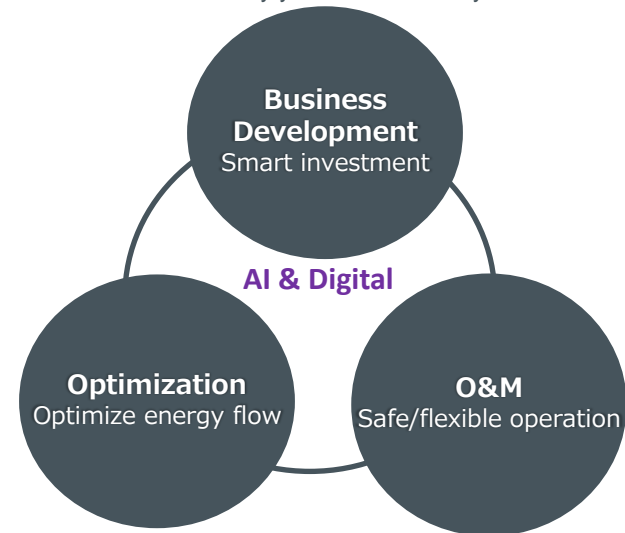 Business
Development
Smart investment
AI & Digital
Optimization
Optimize energy flow
O&M
Safe/flexible operation